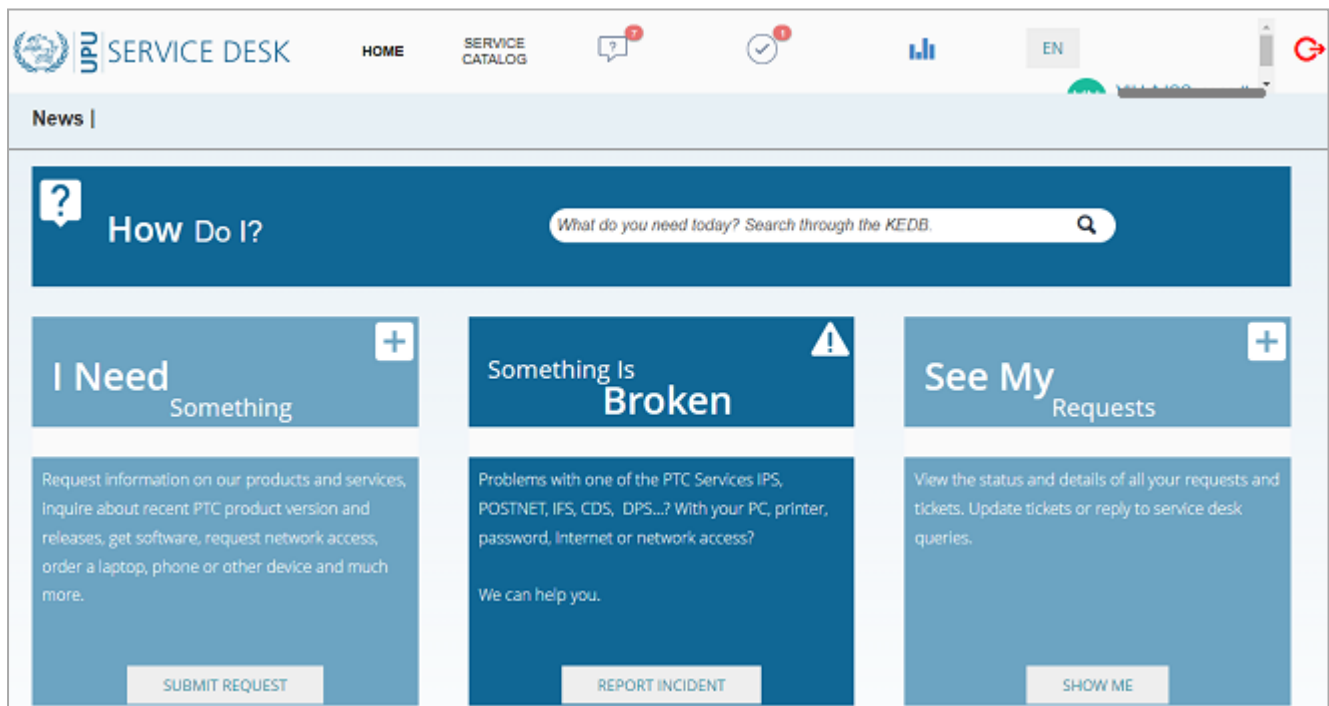 UPU SERVICE DESK
HOME
SERVICE
CATALOG
7
1
EN
News |
How Do I?
What do you need today? Search through the KEDB.
I Need
Something
Request information on our products and services,
inquire about recent PTC product version and
releases, get software, request network access,
order a laptop, phone or other device and much
more.
SUBMIT REQUEST
Something Is
Broken
Problems with one of the PTC Services IPS,
POSTNET, IFS, CDS, DPS...? With your PC, printer,
password, Internet or network access?
We can help you.
REPORT INCIDENT
See My
Requests
View the status and details of all your requests and
tickets. Update tickets or reply to service desk
queries.
SHOW ME